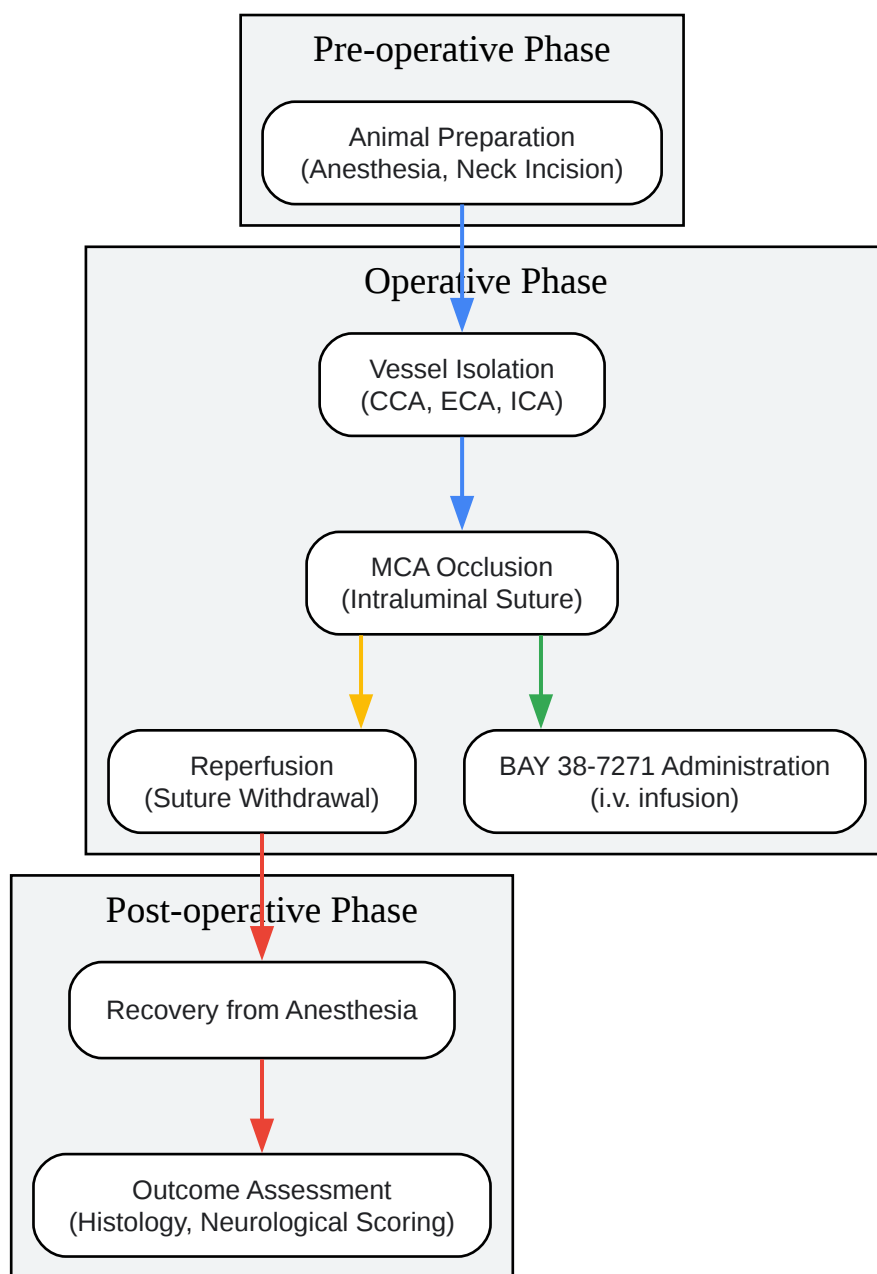 Pre-operative Phase
Animal Preparation
(Anesthesia, Neck Incision)
Operative Phase
Vessel Isolation
(CCA, ECA, ICA)
MCA Occlusion
(Intraluminal Suture)
Reperfusion
(Suture Withdrawal)
BAY 38-7271 Administration
(i.v. infusion)
Post-operative Phase
Recovery from Anesthesia
Outcome Assessment
(Histology, Neurological Scoring)